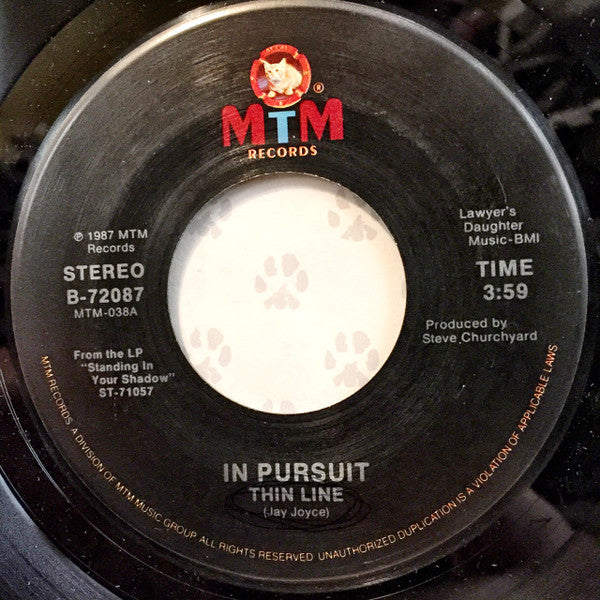 ®
MTM
RECORDS
℗ 1987 MTM
Records
STEREO
B-72087
MTM-038A
From the LP
"Standing In
Your Shadow"
ST-71057
Lawyer's
Daughter
Music-BMI
TIME
3:59
Produced by
Steve Churchyard
IN PURSUIT
THIN LINE
(Jay Joyce)
MTM RECORDS, A DIVISION OF MTM MUSIC GROUP ALL RIGHTS RESERVED. UNAUTHORIZED DUPLICATION IS A VIOLATION OF APPLICABLE LAWS